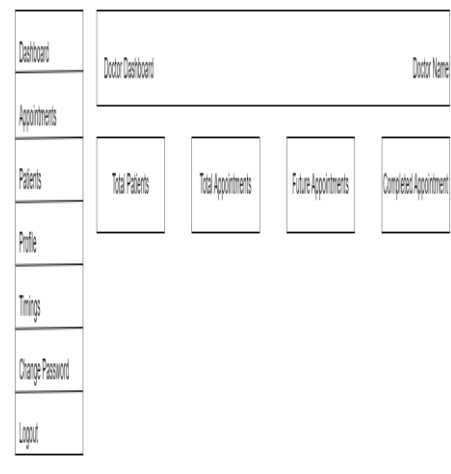 Dashboard
Appointments
Patients
Profile
Timings
Change Password
Logout
Doctor Dashboard
Doctor Name
Total Patients
Total Appointments
Future Appointments
Completed Appointment